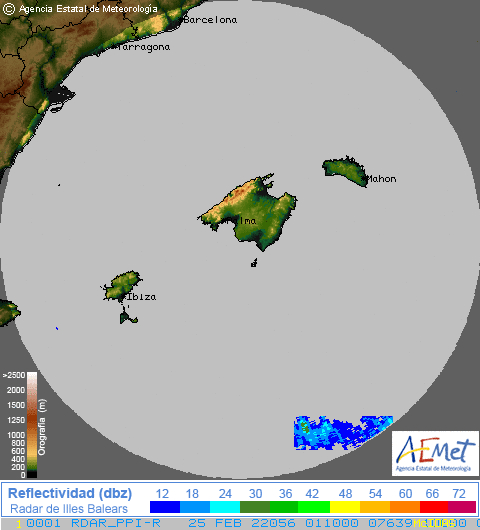 © Agencia Estatal de Meteorología
Barcelona
Tarragona
Mahon
lma
Ibiza
>2500
2000
1500
1000
800
600
400
200
0
Orografía (m)
AEMet
Agencia Estatal de Meteorología
Reflectividad (dbz)
Radar de Illes Balears
12 18 24 30 36 42 48 54 60 66 72
1 0001 RDAR_PPI-R 25 FEB 22056 011000 07639